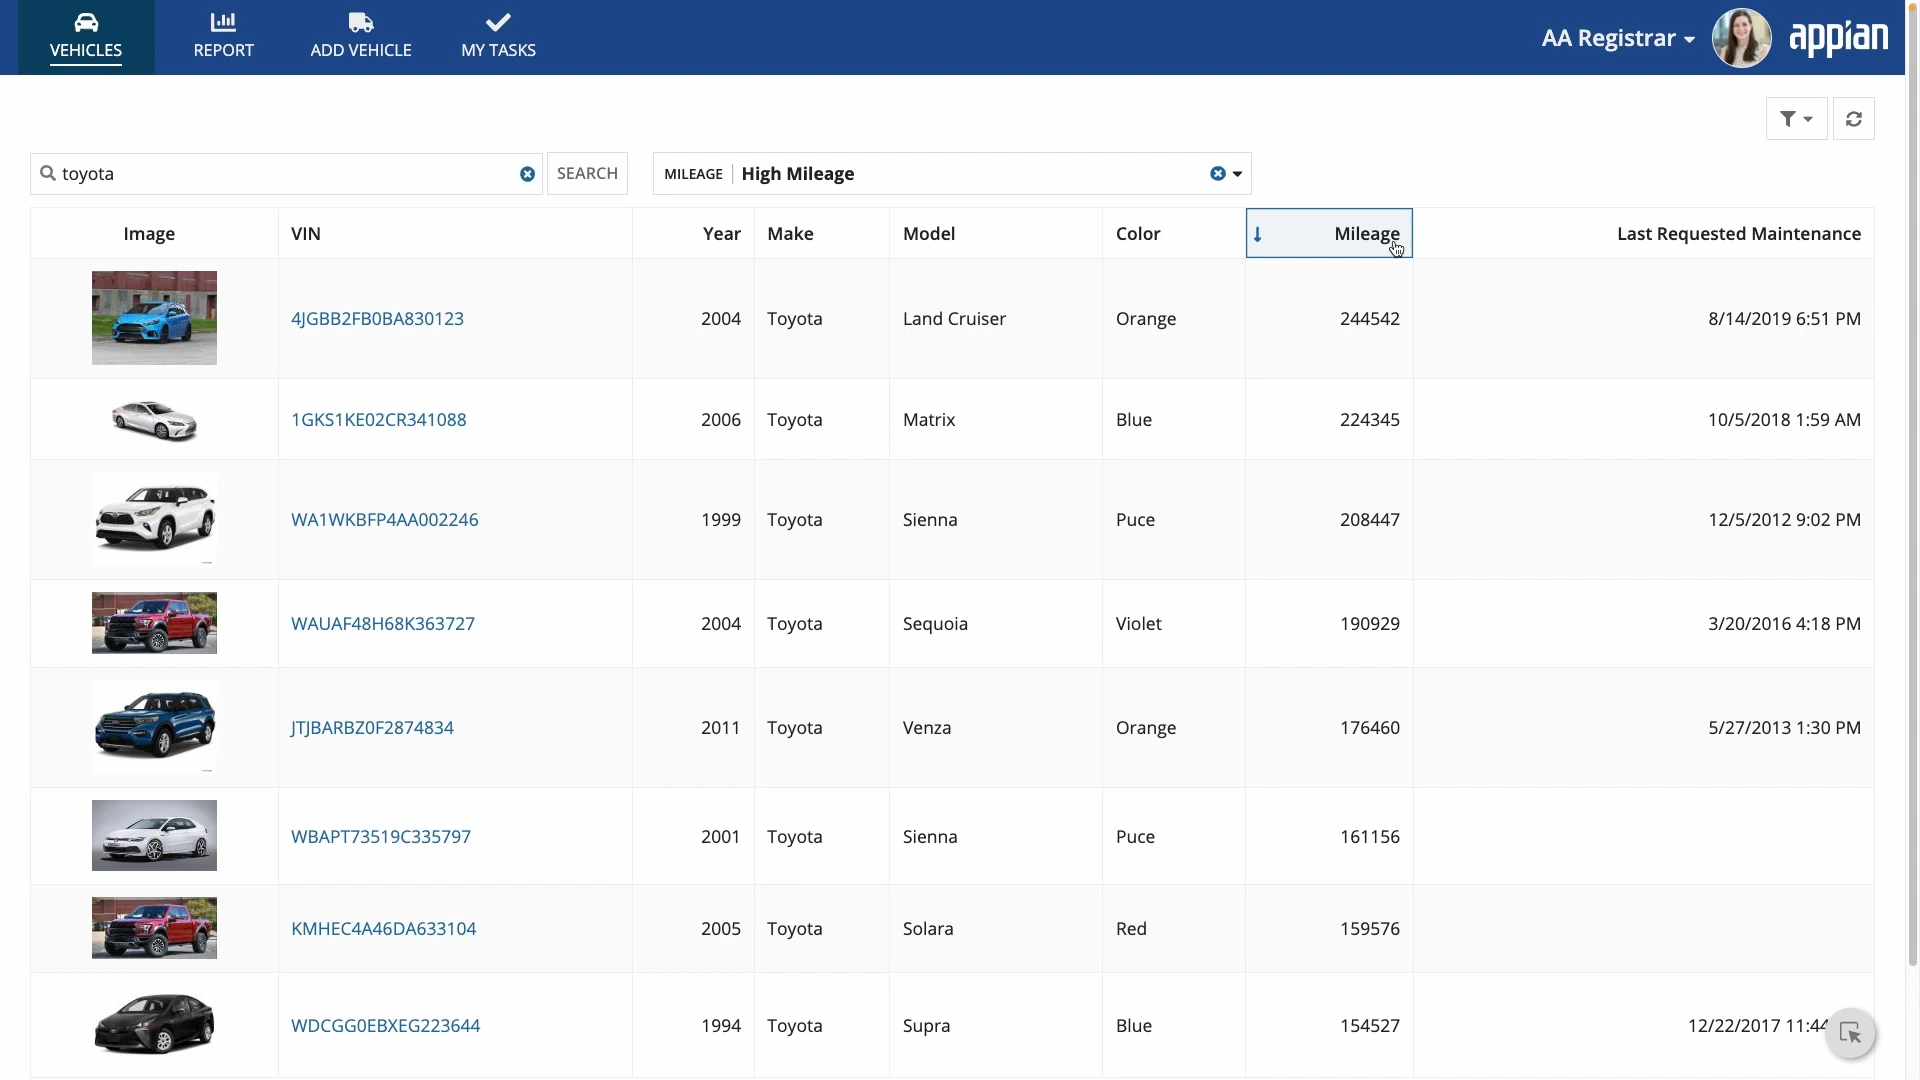 VEHICLES REPORT ADD VEHICLE MY TASKS AA Registrar appian
toyota SEARCH MILEAGE High Mileage
Image VIN Year Make Model Color Mileage Last Requested Maintenance
4JGBB2FB0BA830123 2004 Toyota Land Cruiser Orange 244542 8/14/2019 6:51 PM
1GKS1KE02CR341088 2006 Toyota Matrix Blue 224345 10/5/2018 1:59 AM
WA1WKBFP4AA002246 1999 Toyota Sienna Puce 208447 12/5/2012 9:02 PM
WAUAF48H68K363727 2004 Toyota Sequoia Violet 190929 3/20/2016 4:18 PM
JTJBARBZ0F2874834 2011 Toyota Venza Orange 176460 5/27/2013 1:30 PM
WBAPT73519C335797 2001 Toyota Sienna Puce 161156
KMHEC4A46DA633104 2005 Toyota Solara Red 159576
WDCGG0EBXEG223644 1994 Toyota Supra Blue 154527 12/22/2017 11:44